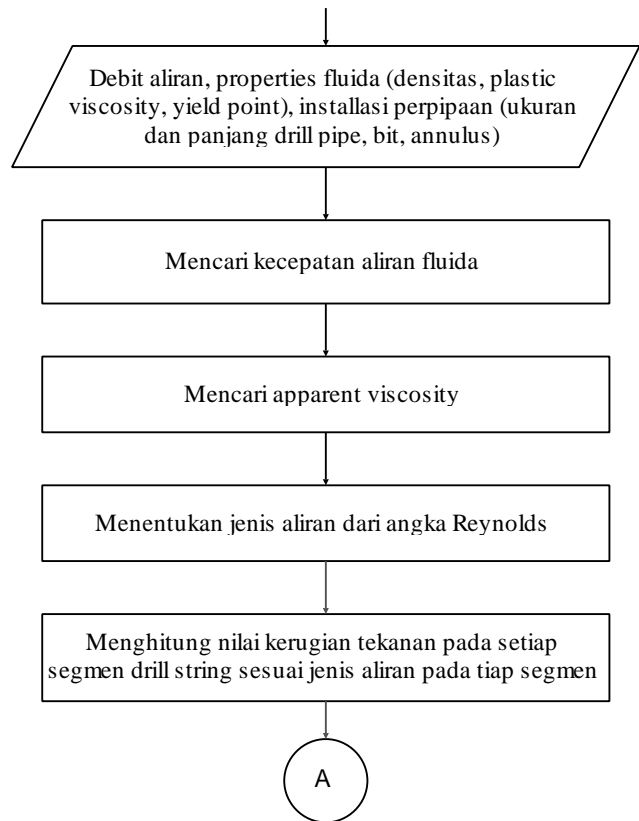 Debit aliran, properties fluida (densitas, plastic
viscosity, yield point), installasi perpipaan (ukuran
dan panjang drill pipe, bit, annulus)
Mencari kecepatan aliran fluida
Mencari apparent viscosity
Menentukan jenis aliran dari angka Reynolds
Menghitung nilai kerugian tekanan pada setiap
segmen drill string sesuai jenis aliran pada tiap segmen
A